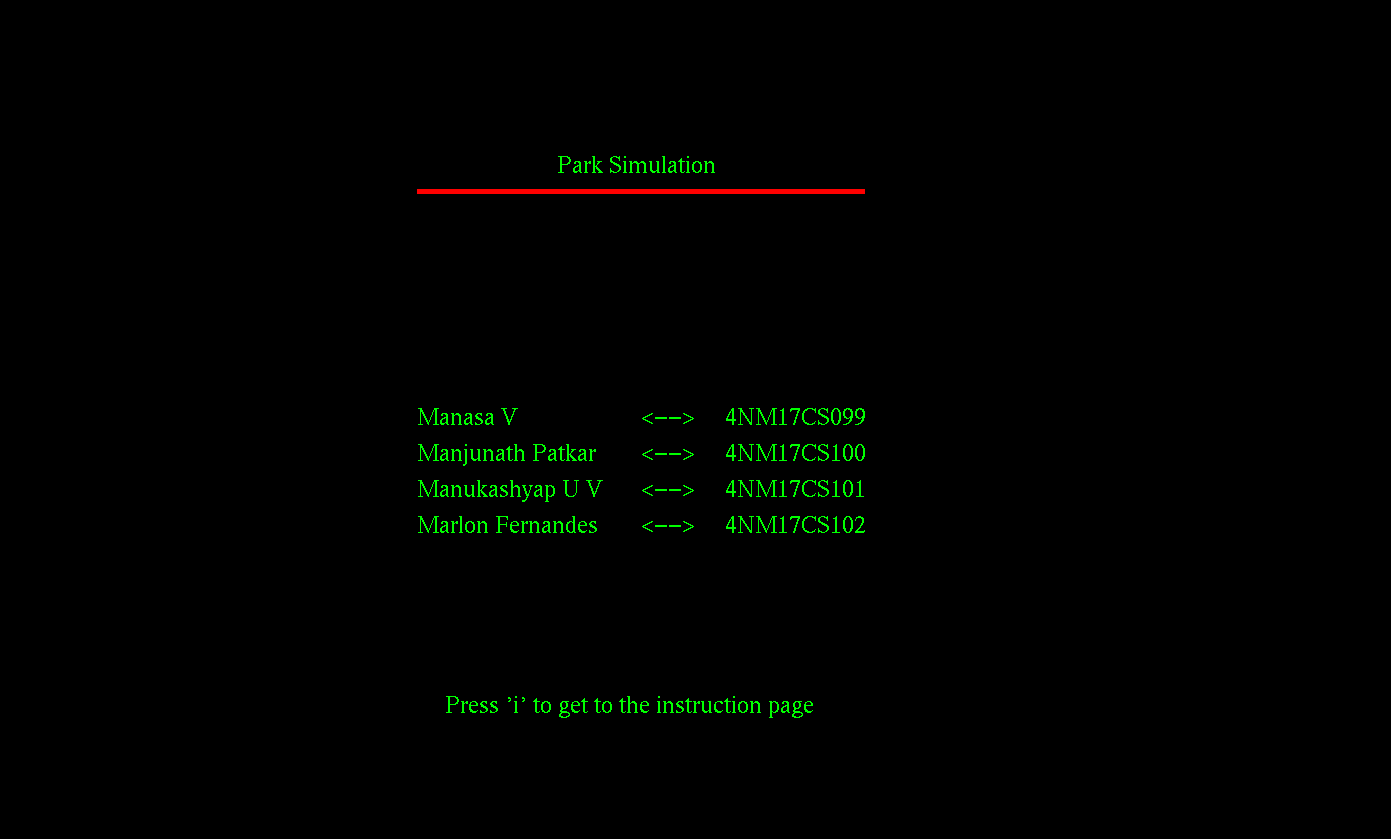 Park Simulation
Manasa V <--> 4NM17CS099
Manjunath Patkar <--> 4NM17CS100
Manukashyap U V <--> 4NM17CS101
Marlon Fernandes <--> 4NM17CS102
Press 'i' to get to the instruction page